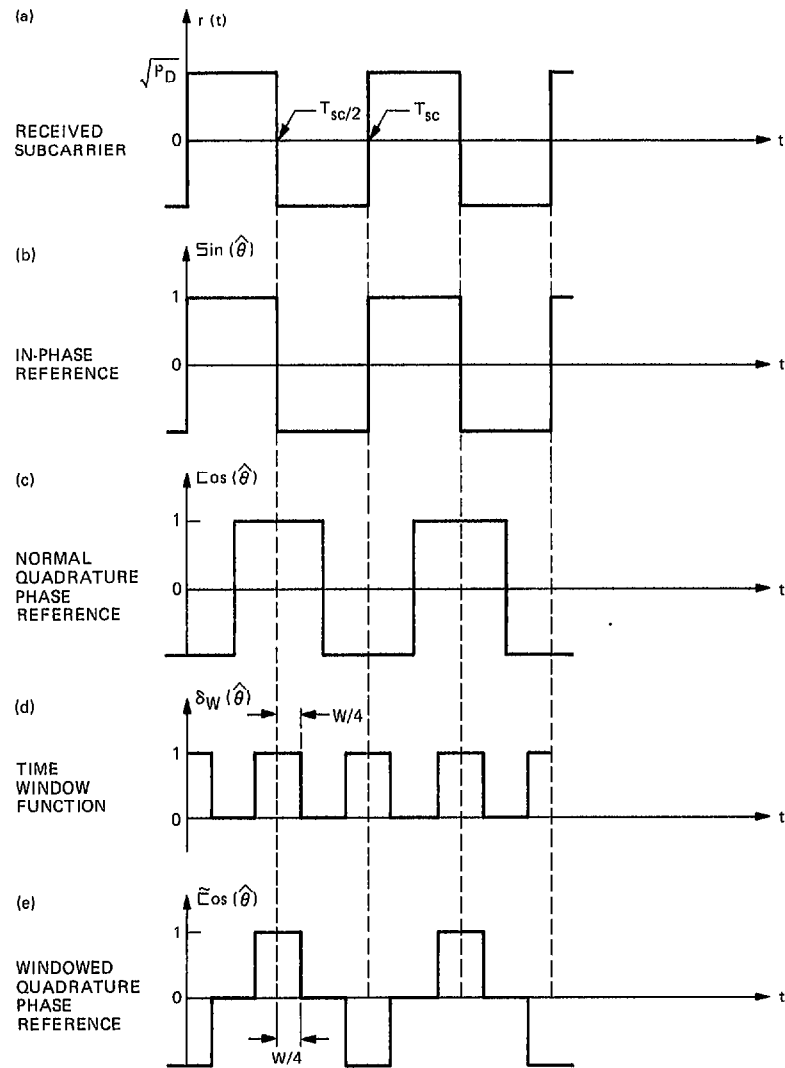 (a)
r (t)
√P_D
T_sc/2
T_sc
RECEIVED
SUBCARRIER
0
t
(b)
Sin (θ̂)
1
IN-PHASE
REFERENCE
0
t
(c)
Cos (θ̂)
1
NORMAL
QUADRATURE
PHASE
REFERENCE
0
t
(d)
δ_W (θ̂)
W/4
1
TIME
WINDOW
FUNCTION
0
t
(e)
C̃os (θ̂)
1
WINDOWED
QUADRATURE
PHASE
REFERENCE
0
t
W/4